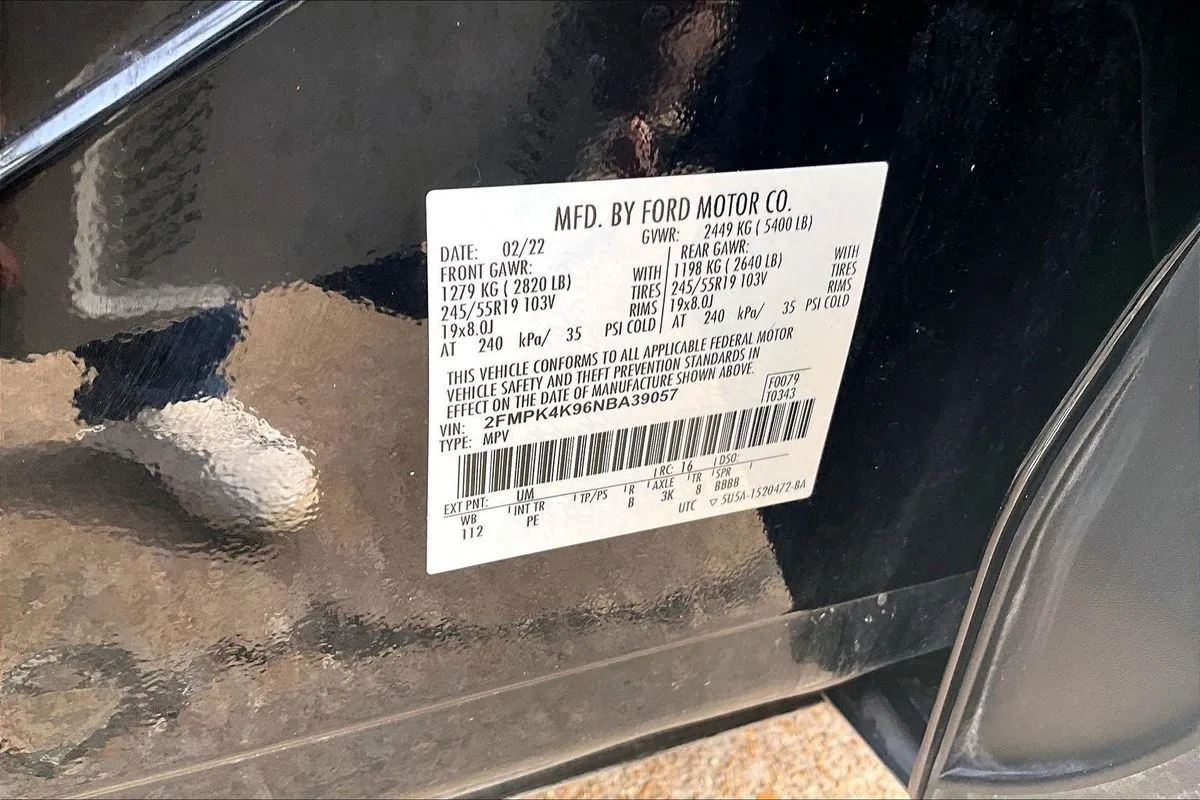 MFD. BY FORD MOTOR CO.
DATE: 02/22 GVWR: 2449 KG ( 5400 LB)
FRONT GAWR: REAR GAWR:
1279 KG ( 2820 LB) WITH 1198 KG ( 2640 LB) WITH
245/55R19 103V TIRES 245/55R19 103V TIRES
19x8.0J RIMS 19x8.0J RIMS
AT 240 kPa/ 35 PSI COLD AT 240 kPa/ 35 PSI COLD
THIS VEHICLE CONFORMS TO ALL APPLICABLE FEDERAL MOTOR
VEHICLE SAFETY AND THEFT PREVENTION STANDARDS IN
EFFECT ON THE DATE OF MANUFACTURE SHOWN ABOVE.
VIN: 2FMPK4K96NBA39057 F0079
TYPE: MPV T0343
EXT PNT: UM RC: 16 DSO:
WB INT TR TP/PS R AXLE TR SPR
112 PE B 3K 8 BBBB
UTC ▽ 5U5A-1520472-BA